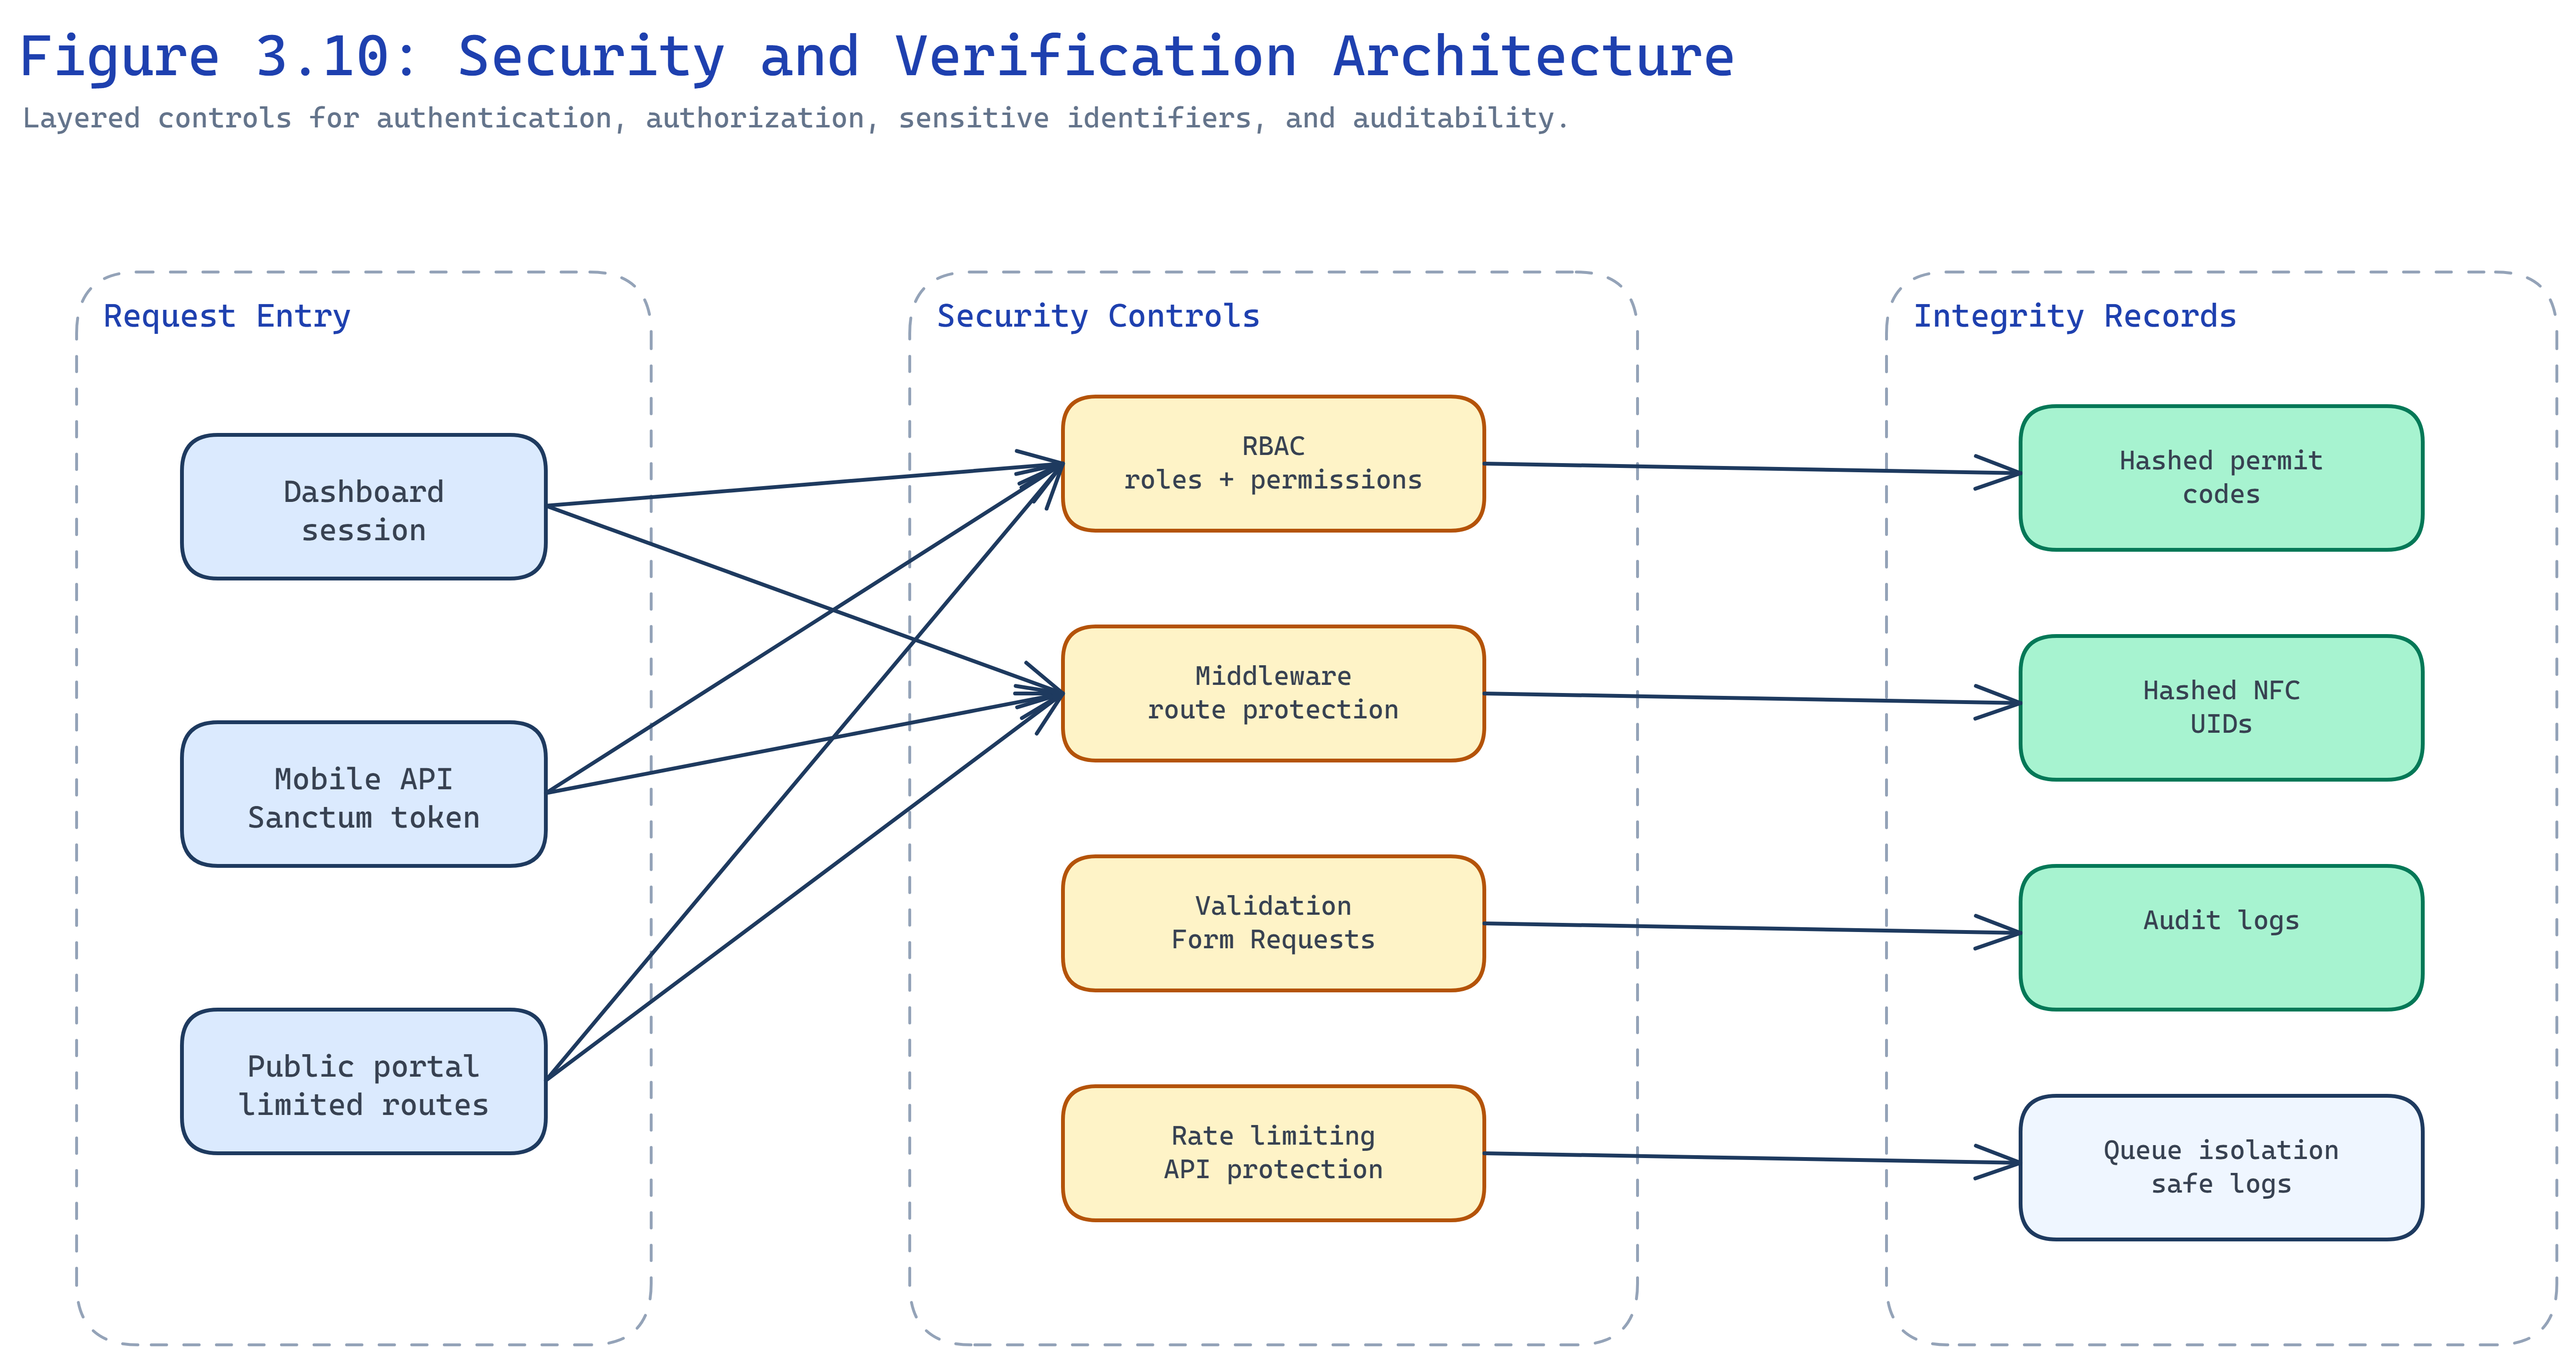 Figure 3.10: Security and Verification Architecture
Layered controls for authentication, authorization, sensitive identifiers, and auditability.
Request Entry
Dashboard
session
Mobile API
Sanctum token
Public portal
limited routes
Security Controls
RBAC
roles + permissions
Middleware
route protection
Validation
Form Requests
Rate limiting
API protection
Integrity Records
Hashed permit
codes
Hashed NFC
UIDs
Audit logs
Queue isolation
safe logs